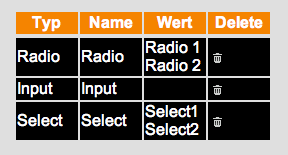 Typ Name Wert Delete
Radio Radio Radio 1
Radio 2
Input Input
Select Select Select1
Select2